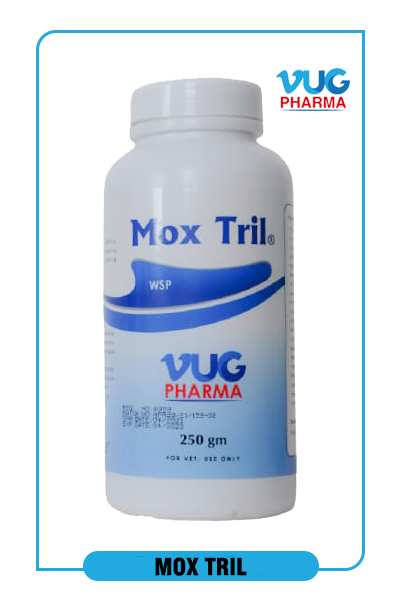 VUG
PHARMA
Mox Tril®
WSP
VUG
PHARMA
250 gm
FOR VET. USE ONLY
MOX TRIL